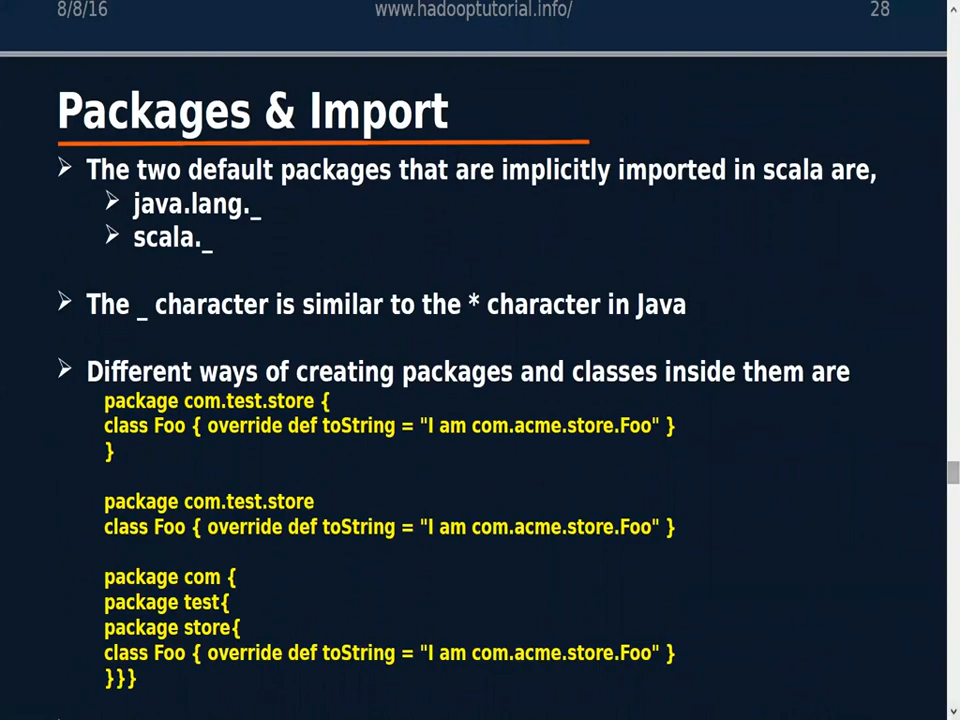 8/8/16 www.hadooptutorial.info/ 28
Packages & Import
The two default packages that are implicitly imported in scala are,
java.lang._
scala._
The _ character is similar to the * character in Java
Different ways of creating packages and classes inside them are
package com.test.store {
class Foo { override def toString = "I am com.acme.store.Foo" }
}
package com.test.store
class Foo { override def toString = "I am com.acme.store.Foo" }
package com {
package test{
package store{
class Foo { override def toString = "I am com.acme.store.Foo" }
}}}